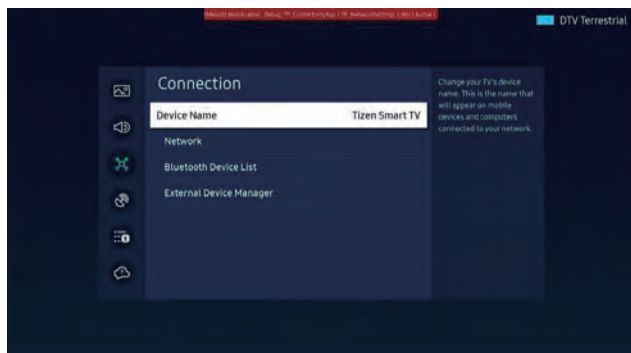 DTV Terrestrial
Connection
Device Name Tizen Smart TV
Network
Bluetooth Device List
External Device Manager
Change your TV's device
name. This is the name that
will appear on mobile
devices and computers
connected to your network.